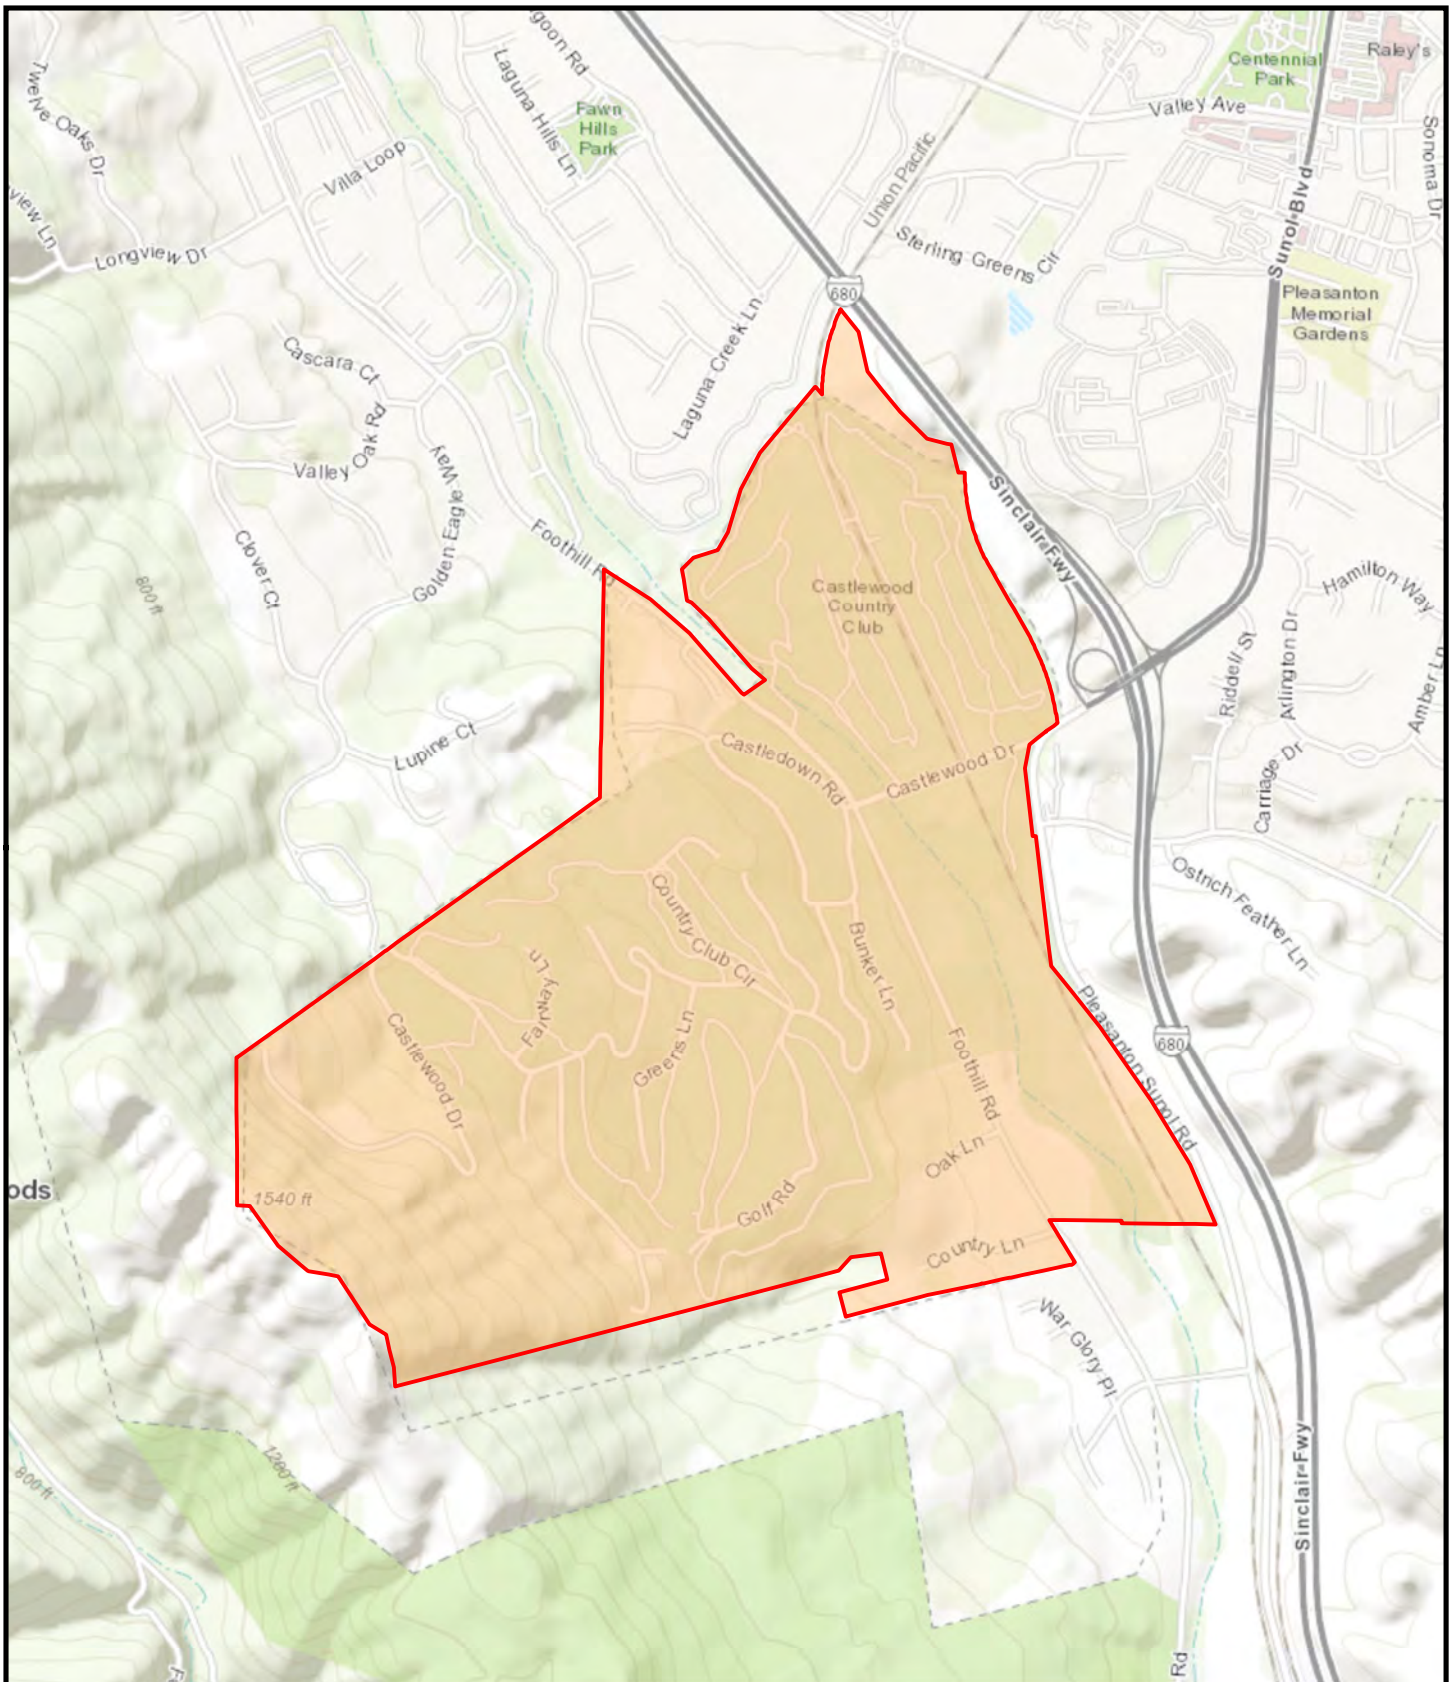 goon Rd
Laguna Hills Ln
Fawn
Hills
Park
Twelve Oaks Dr
view Ln
Longview Dr
Villa Loop
Centennial
Park
Raley's
Valley Ave
Sonoma Dr
Union Pacific
Sunol Blvd
Sterling Greens Cir
680
Pleasanton
Memorial
Gardens
Laguna Creek Ln
Cascara Ct
Valley Oak Rd
Golden Eagle Way
Foothill Rd
Clover Ct
800 ft
Sinclair Fwy
Castlewood
Country
Club
Hamilton Way
Riddell St
Arlington Dr
Amber Ln
Carriage Dr
Lupine Ct
Castledown Rd
Castlewood Dr
Ostrich Feather Ln
Country Club Cir
Bunker Ln
Fairway Ln
Greens Ln
Castlewood Dr
Foothill Rd
Pleasanton Sunol Rd
680
Oak Ln
Golf Rd
Country Ln
ods
1540 ft
War Glory Pl
1280 ft
800 ft
Sinclair Fwy
F
Rd